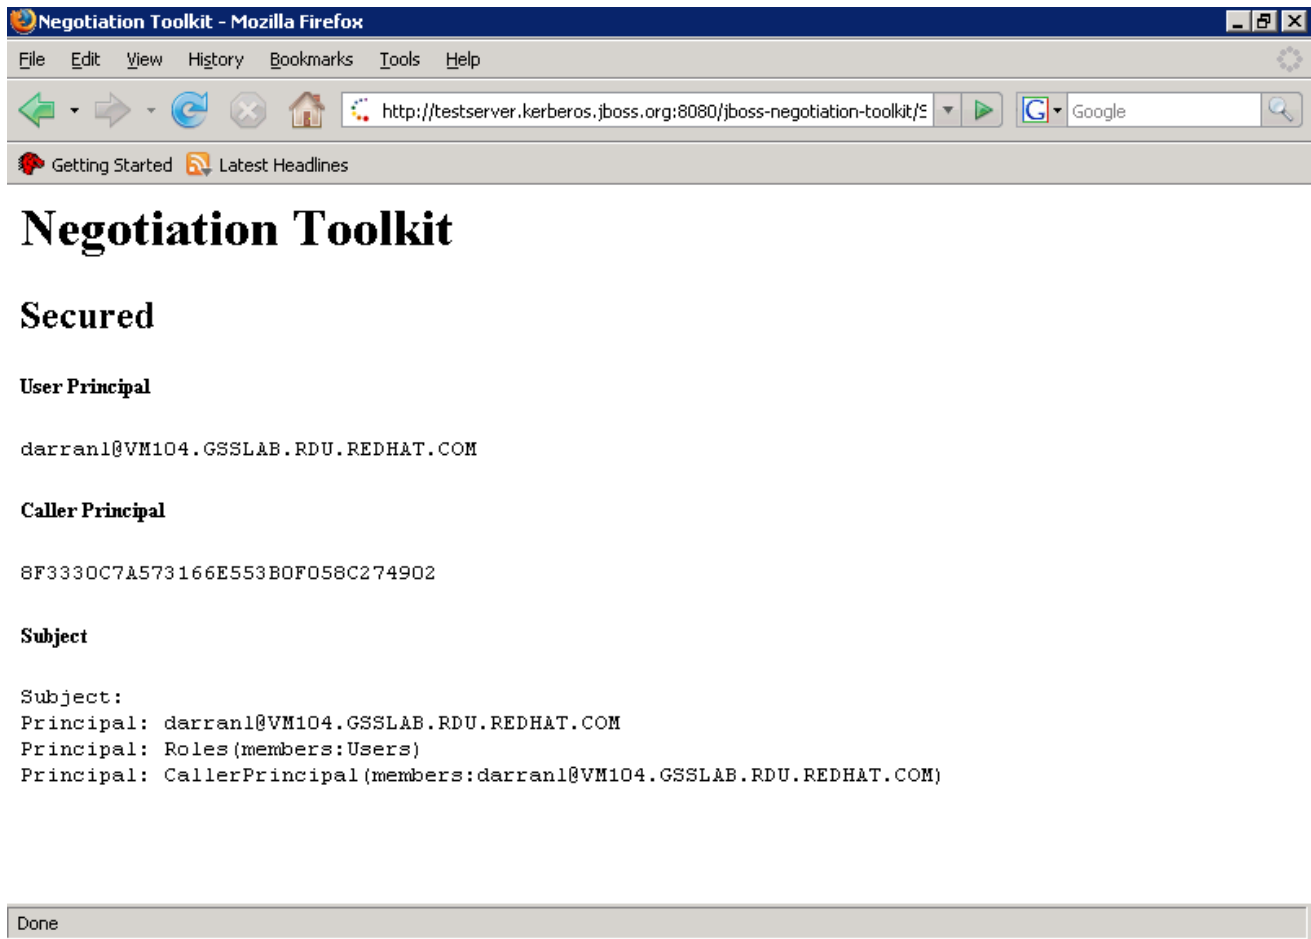 Negotiation Toolkit - Mozilla Firefox
File Edit View History Bookmarks Tools Help
http://testserver.kerberos.jboss.org:8080/jboss-negotiation-toolkit/S G Google
Getting Started Latest Headlines
Negotiation Toolkit
Secured
User Principal
darranl@VM104.GSSLAB.RDU.REDHAT.COM
Caller Principal
8F3330C7A573166E553B0F058C274902
Subject
Subject:
Principal: darranl@VM104.GSSLAB.RDU.REDHAT.COM
Principal: Roles(members:Users)
Principal: CallerPrincipal(members:darranl@VM104.GSSLAB.RDU.REDHAT.COM)
Done